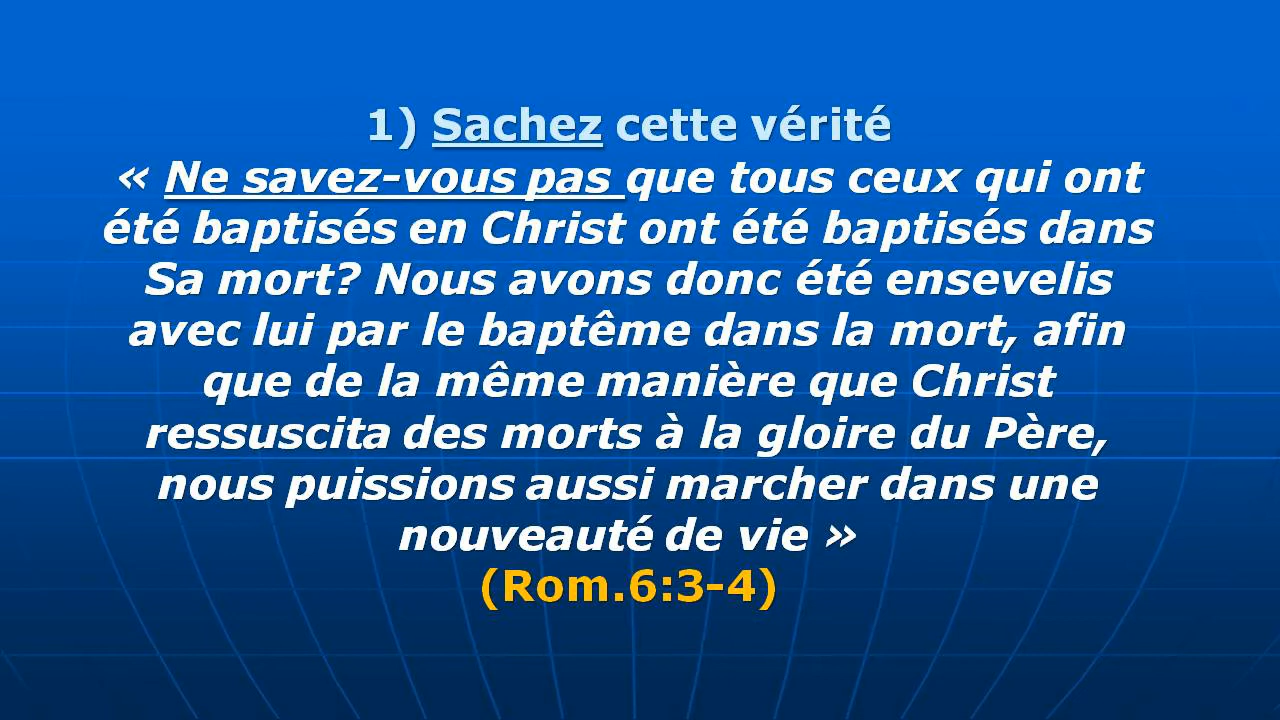 1) Sachez cette vérité
« Ne savez-vous pas que tous ceux qui ont
été baptisés en Christ ont été baptisés dans
Sa mort? Nous avons donc été ensevelis
avec lui par le baptême dans la mort, afin
que de la même manière que Christ
ressuscita des morts à la gloire du Père,
nous puissions aussi marcher dans une
nouveauté de vie »
(Rom.6:3-4)